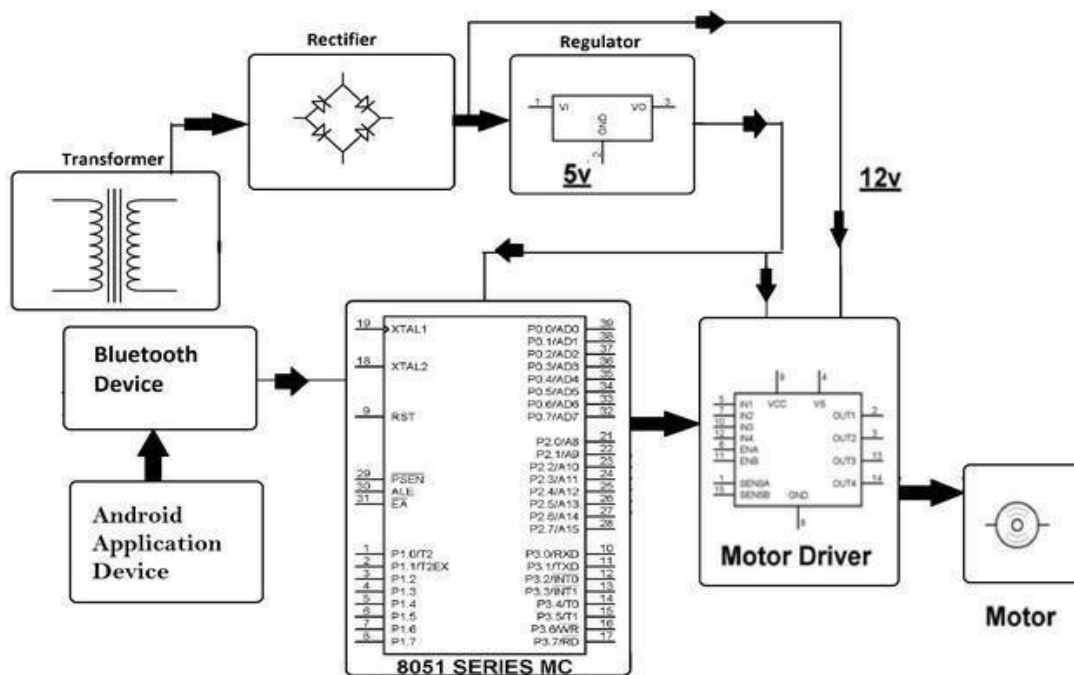 Rectifier
Regulator
1
VI
VO
3
GND
2
5v
12v
Transformer
Bluetooth
Device
Android
Application
Device
19
XTAL1
18
XTAL2
9
RST
29
PSEN
30
ALE
31
EA
1
P1.0/T2
2
P1.1/T2EX
3
P1.2
4
P1.3
5
P1.4
6
P1.5
7
P1.6
8
P1.7
P0.0/AD0
39
P0.1/AD1
38
P0.2/AD2
37
P0.3/AD3
36
P0.4/AD4
35
P0.5/AD5
34
P0.6/AD6
33
P0.7/AD7
32
P2.0/A8
21
P2.1/A9
22
P2.2/A10
23
P2.3/A11
24
P2.4/A12
25
P2.5/A13
26
P2.6/A14
27
P2.7/A15
28
P3.0/RXD
10
P3.1/TXD
11
P3.2/INT0
12
P3.3/INT1
13
P3.4/T0
14
P3.5/T1
15
P3.6/WR
16
P3.7/RD
17
8051 SERIES MC
9
4
VCC
VS
5
IN1
7
IN2
10
IN3
12
IN4
6
ENA
11
ENB
1
SENSA
15
SENSB
GND
8
OUT1
2
OUT2
3
OUT3
13
OUT4
14
Motor Driver
Motor